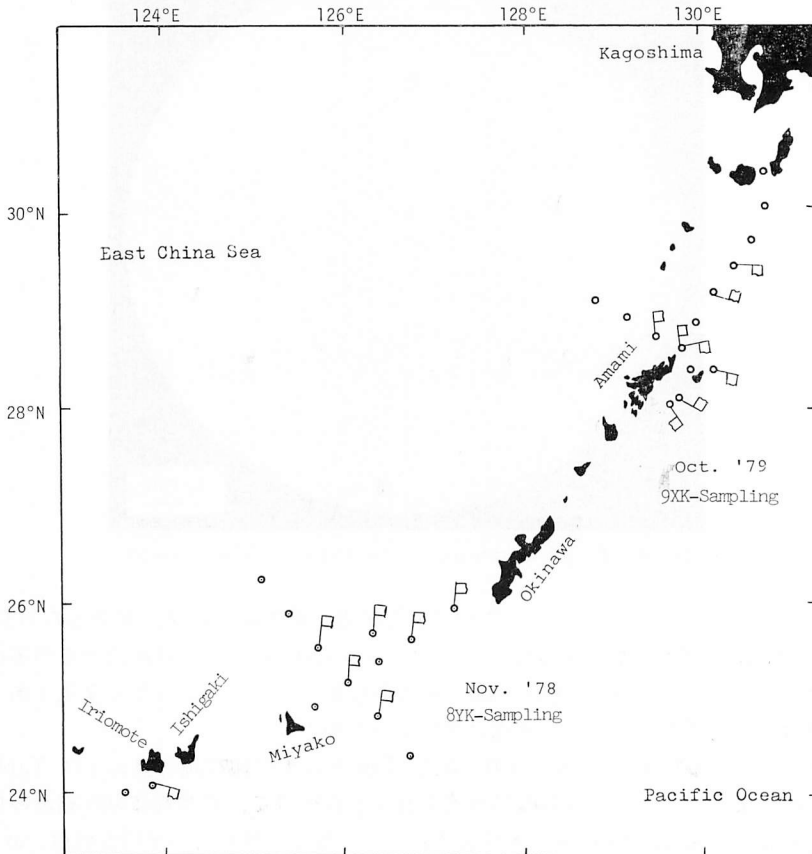 124°E 126°E 128°E 130°E
Kagoshima
30°N
East China Sea
Amami
28°N
Oct. '79
9XK-Sampling
Okinawa
26°N
Nov. '78
8YK-Sampling
Iriomote
Ishigaki
Miyako
24°N
Pacific Ocean